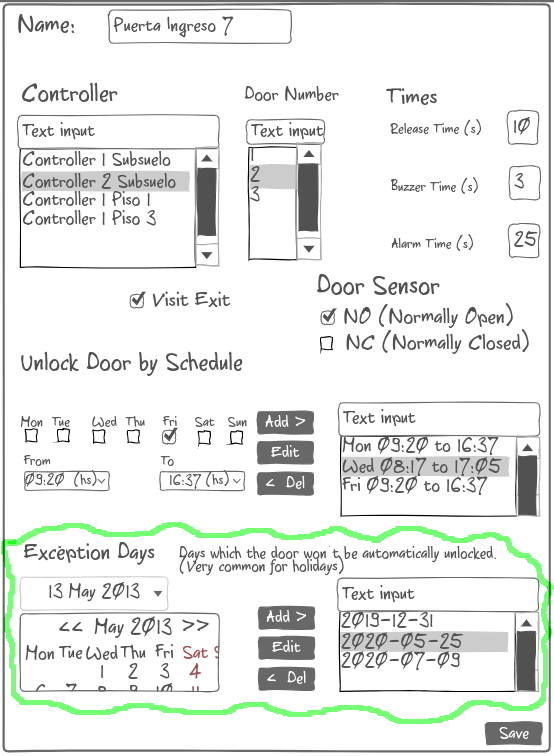 Name: Puerta Ingreso 7
Controller
Door Number
Times
Text input
Text input
Release Time (s) 10
Controller 1 Subsuelo
Controller 2 Subsuelo
Controller 1 Piso 1
Controller 1 Piso 3
1
2
3
Buzzer Time (s) 3
Alarm Time (s) 25
Visit Exit
Door Sensor
NO (Normally Open)
NC (Normally Closed)
Unlock Door by Schedule
Mon Tue Wed Thu Fri Sat Sun
From To
09:20 (hs) 16:37 (hs)
Add >
Edit
< Del
Text input
Mon 09:20 to 16:37
Wed 08:17 to 17:05
Fri 09:20 to 16:37
Exception Days
Days which the door won't be automatically unlocked.
(Very common for holidays)
13 May 2013
<< May 2013 >>
Mon Tue Wed Thu Fri Sat
1 2 3 4
Add >
Edit
< Del
Text input
2019-12-31
2020-05-25
2020-07-09
Save